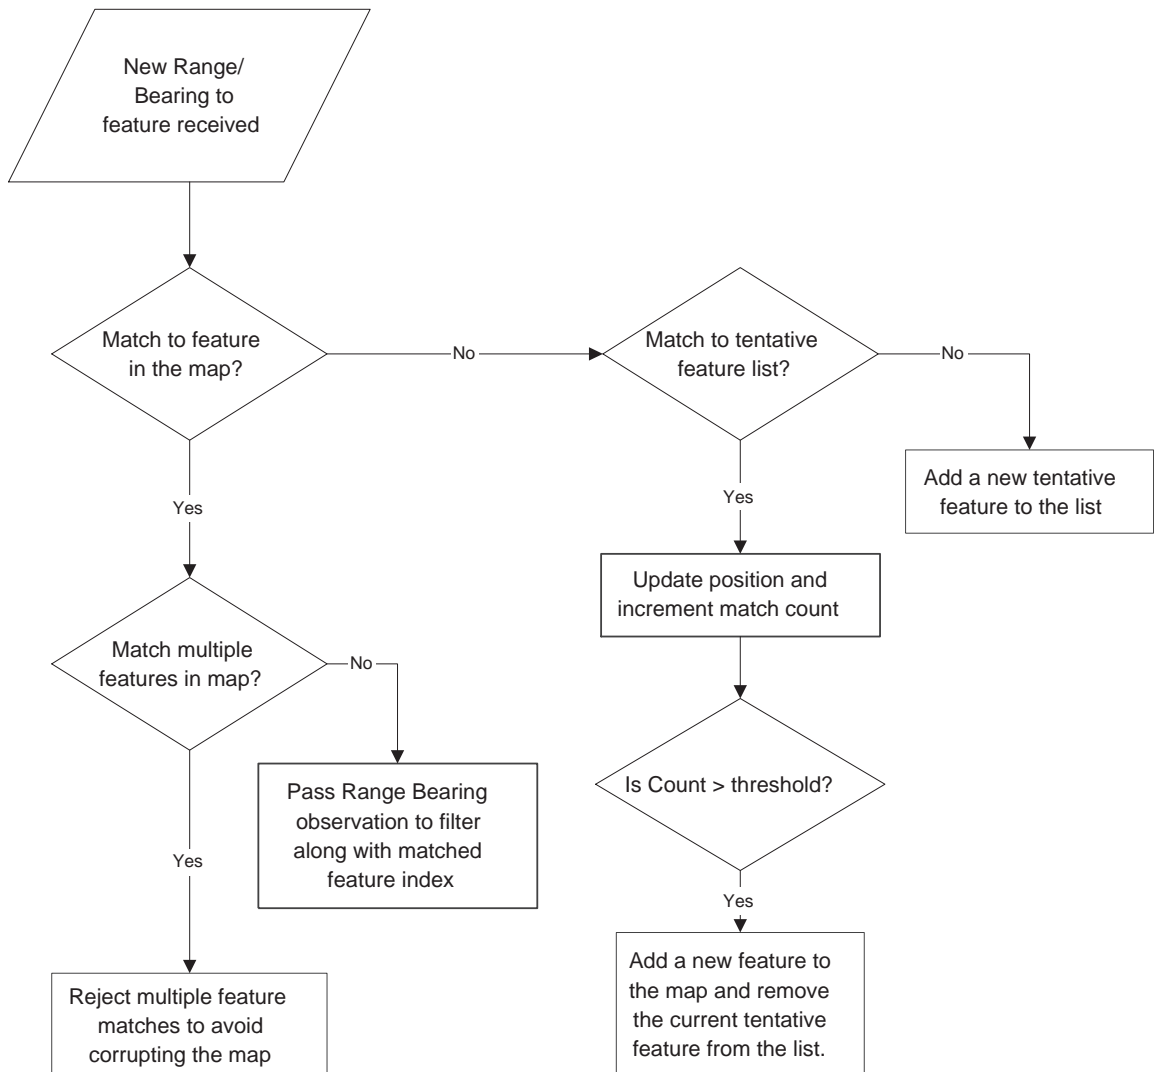 New Range/
Bearing to
feature received
Match to feature
in the map?
No
Match to tentative
feature list?
No
Add a new tentative
feature to the list
Yes
Yes
Update position and
increment match count
Match multiple
features in map?
No
Pass Range Bearing
observation to filter
along with matched
feature index
Is Count > threshold?
Yes
Yes
Reject multiple feature
matches to avoid
corrupting the map
Add a new feature to
the map and remove
the current tentative
feature from the list.